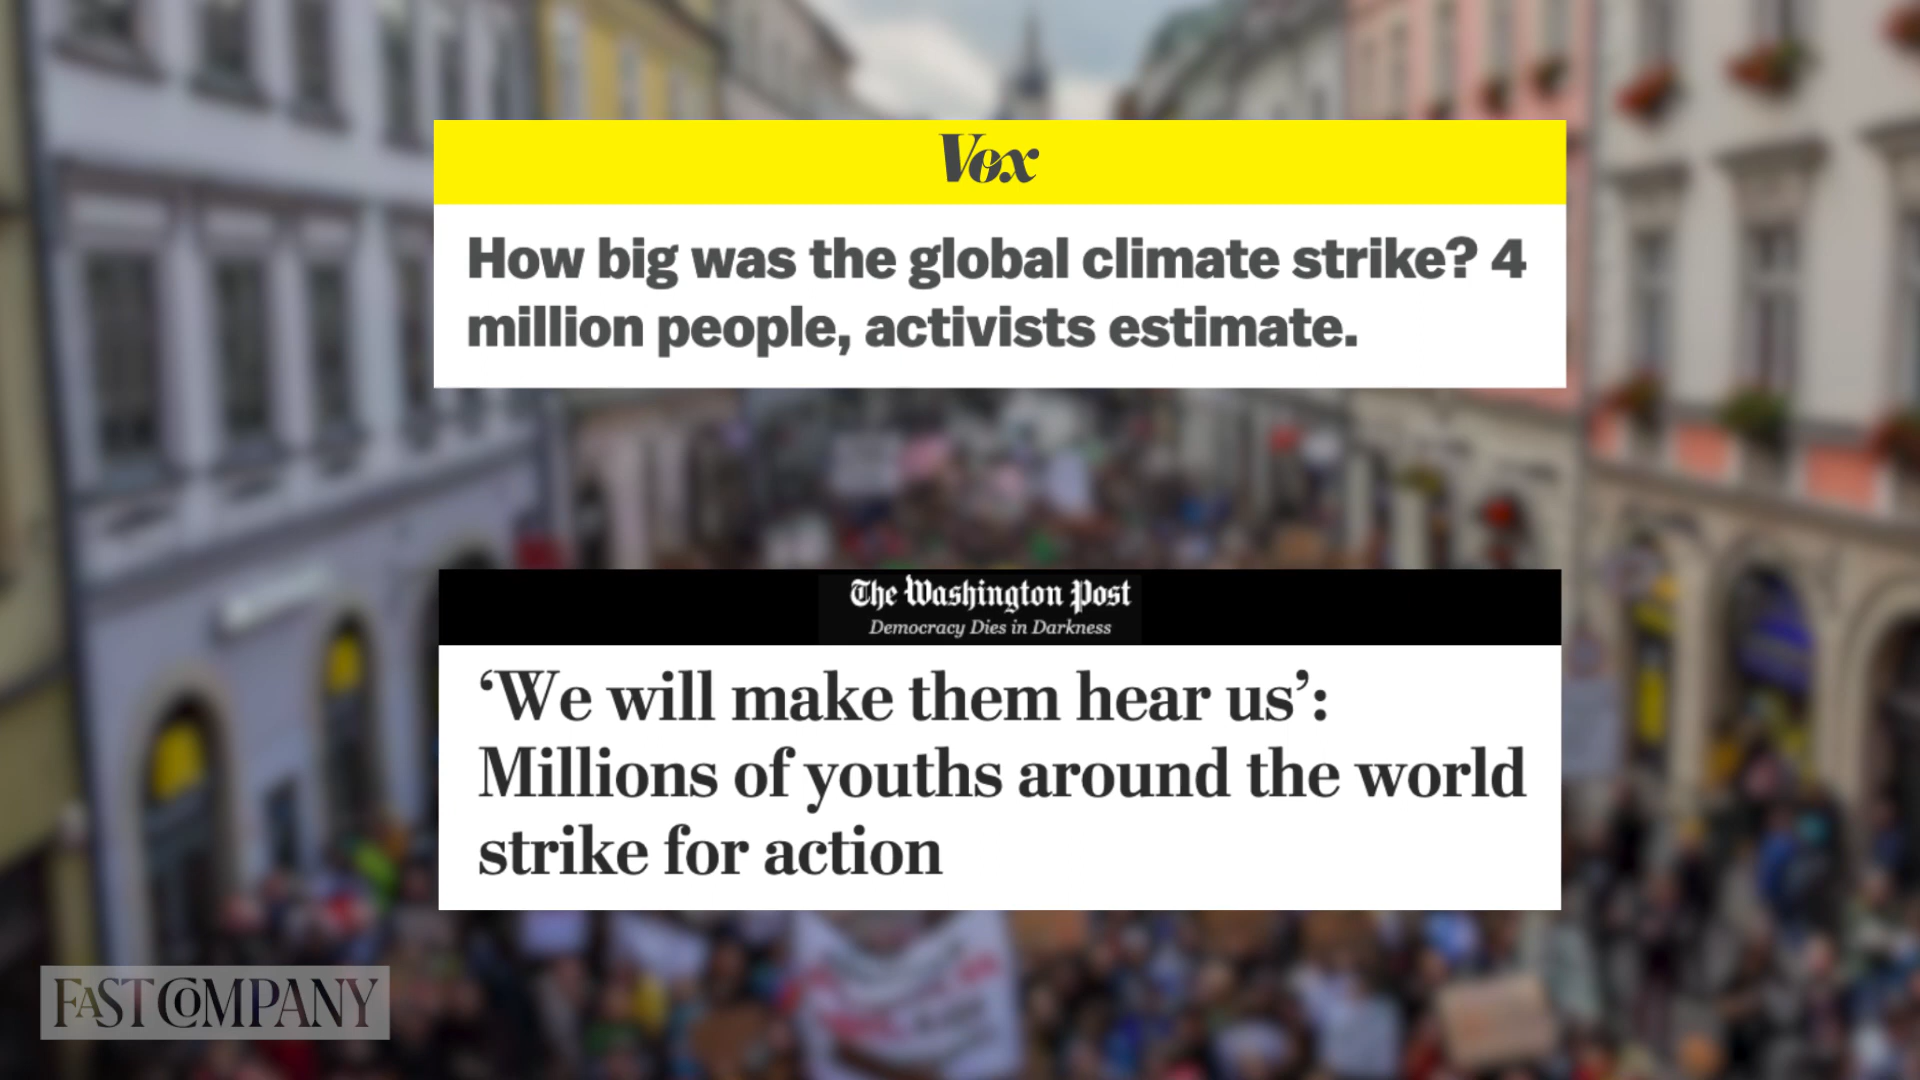 Vox
How big was the global climate strike? 4
million people, activists estimate.
The Washington Post
Democracy Dies in Darkness
‘We will make them hear us’:
Millions of youths around the world
strike for action
FAST COMPANY